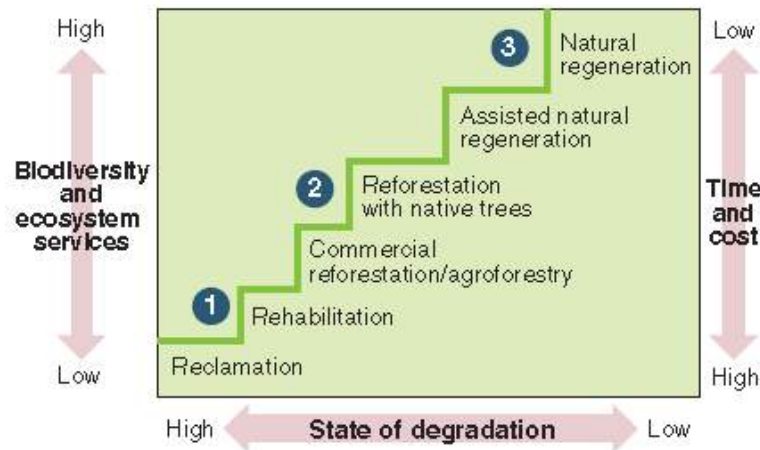 High
Biodiversity
and
ecosystem
services
Low
3
Natural
regeneration
Assisted natural
regeneration
2
Reforestation
with native trees
Commercial
reforestation/agroforestry
1
Rehabilitation
Reclamation
Low
Time
and
cost
High
High
State of degradation
Low